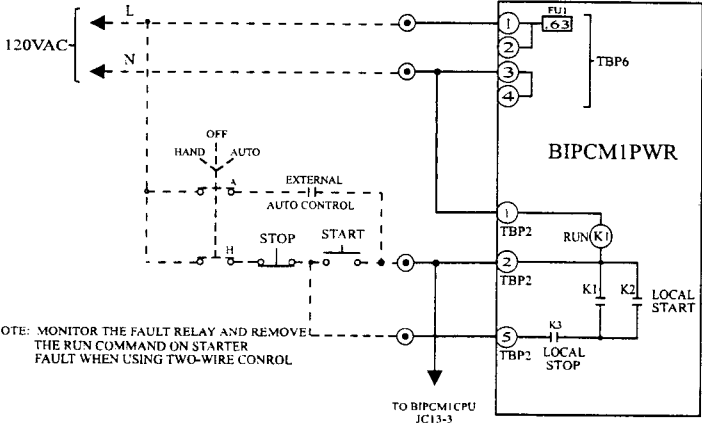 L
FU1
.63
1
2
120VAC
N
3
TBP6
4
OFF
HAND
AUTO
BIPCM1PWR
A
EXTERNAL
AUTO CONTROL
1
TBP2
RUN
K1
H
STOP
START
2
TBP2
K1
K2
LOCAL
START
OTE: MONITOR THE FAULT RELAY AND REMOVE
THE RUN COMMAND ON STARTER
FAULT WHEN USING TWO-WIRE CONROL
5
TBP2
K3
LOCAL
STOP
TO BIPCM1CPU
JC13-3